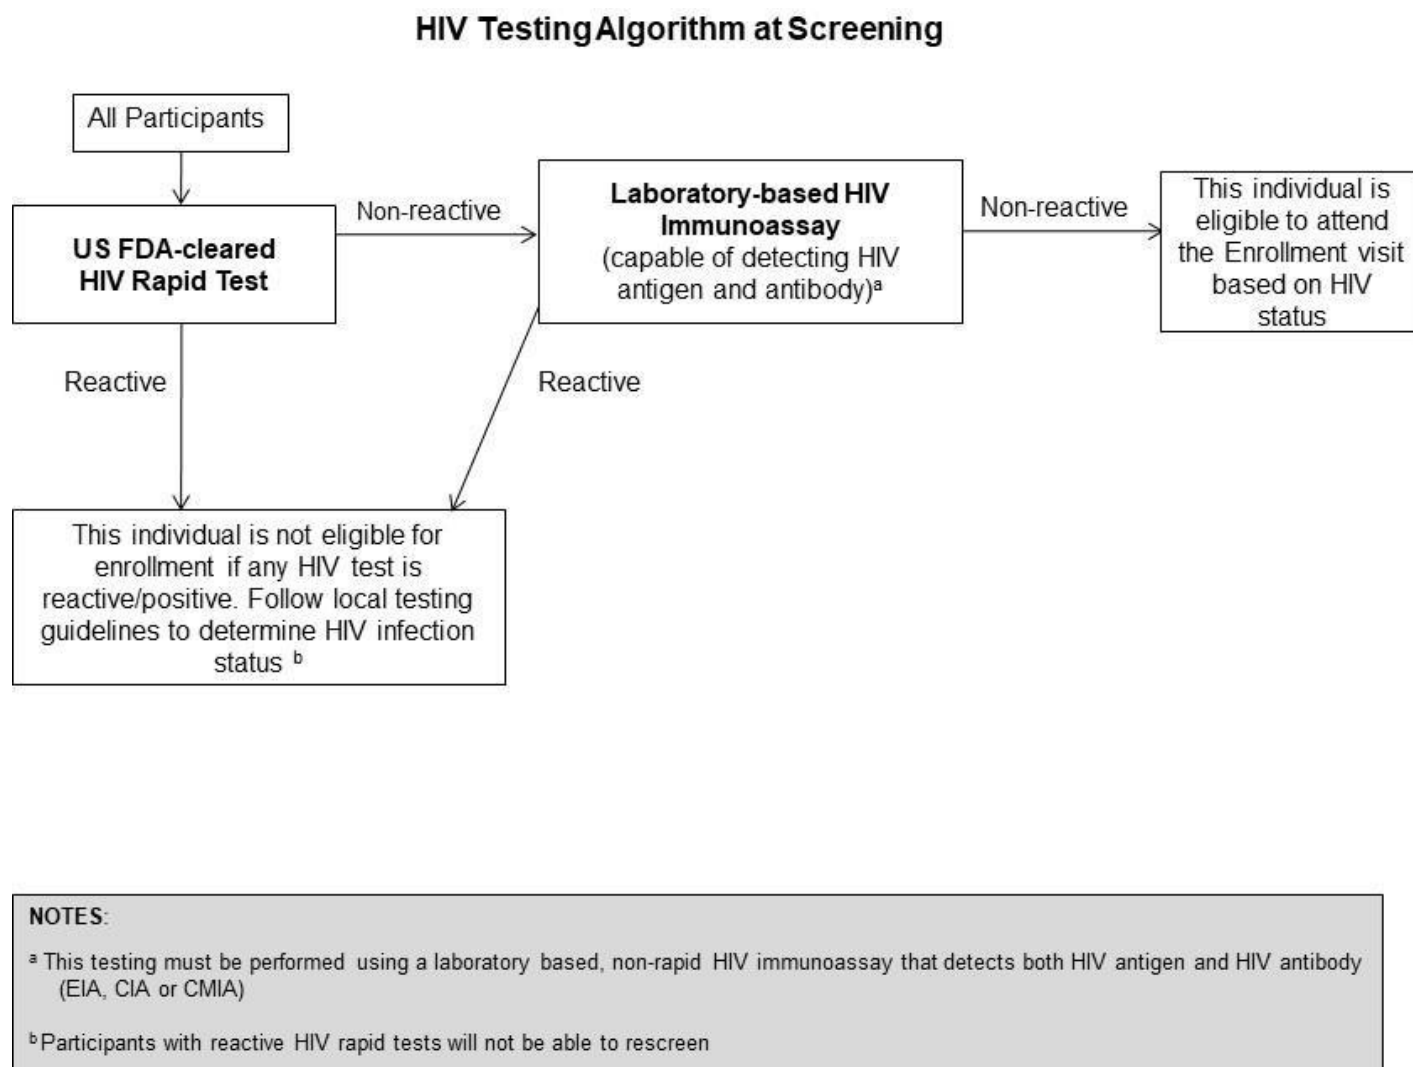 HIV Testing Algorithm at Screening
All Participants
US FDA-cleared
HIV Rapid Test
Non-reactive
Laboratory-based HIV
Immunoassay
(capable of detecting HIV
antigen and antibody)ᵃ
Non-reactive
This individual is
eligible to attend
the Enrollment visit
based on HIV
status
Reactive
Reactive
This individual is not eligible for
enrollment if any HIV test is
reactive/positive. Follow local testing
guidelines to determine HIV infection
status ᵇ
NOTES:
ᵃ This testing must be performed using a laboratory based, non-rapid HIV immunoassay that detects both HIV antigen and HIV antibody
(EIA, CIA or CMIA)
ᵇ Participants with reactive HIV rapid tests will not be able to rescreen